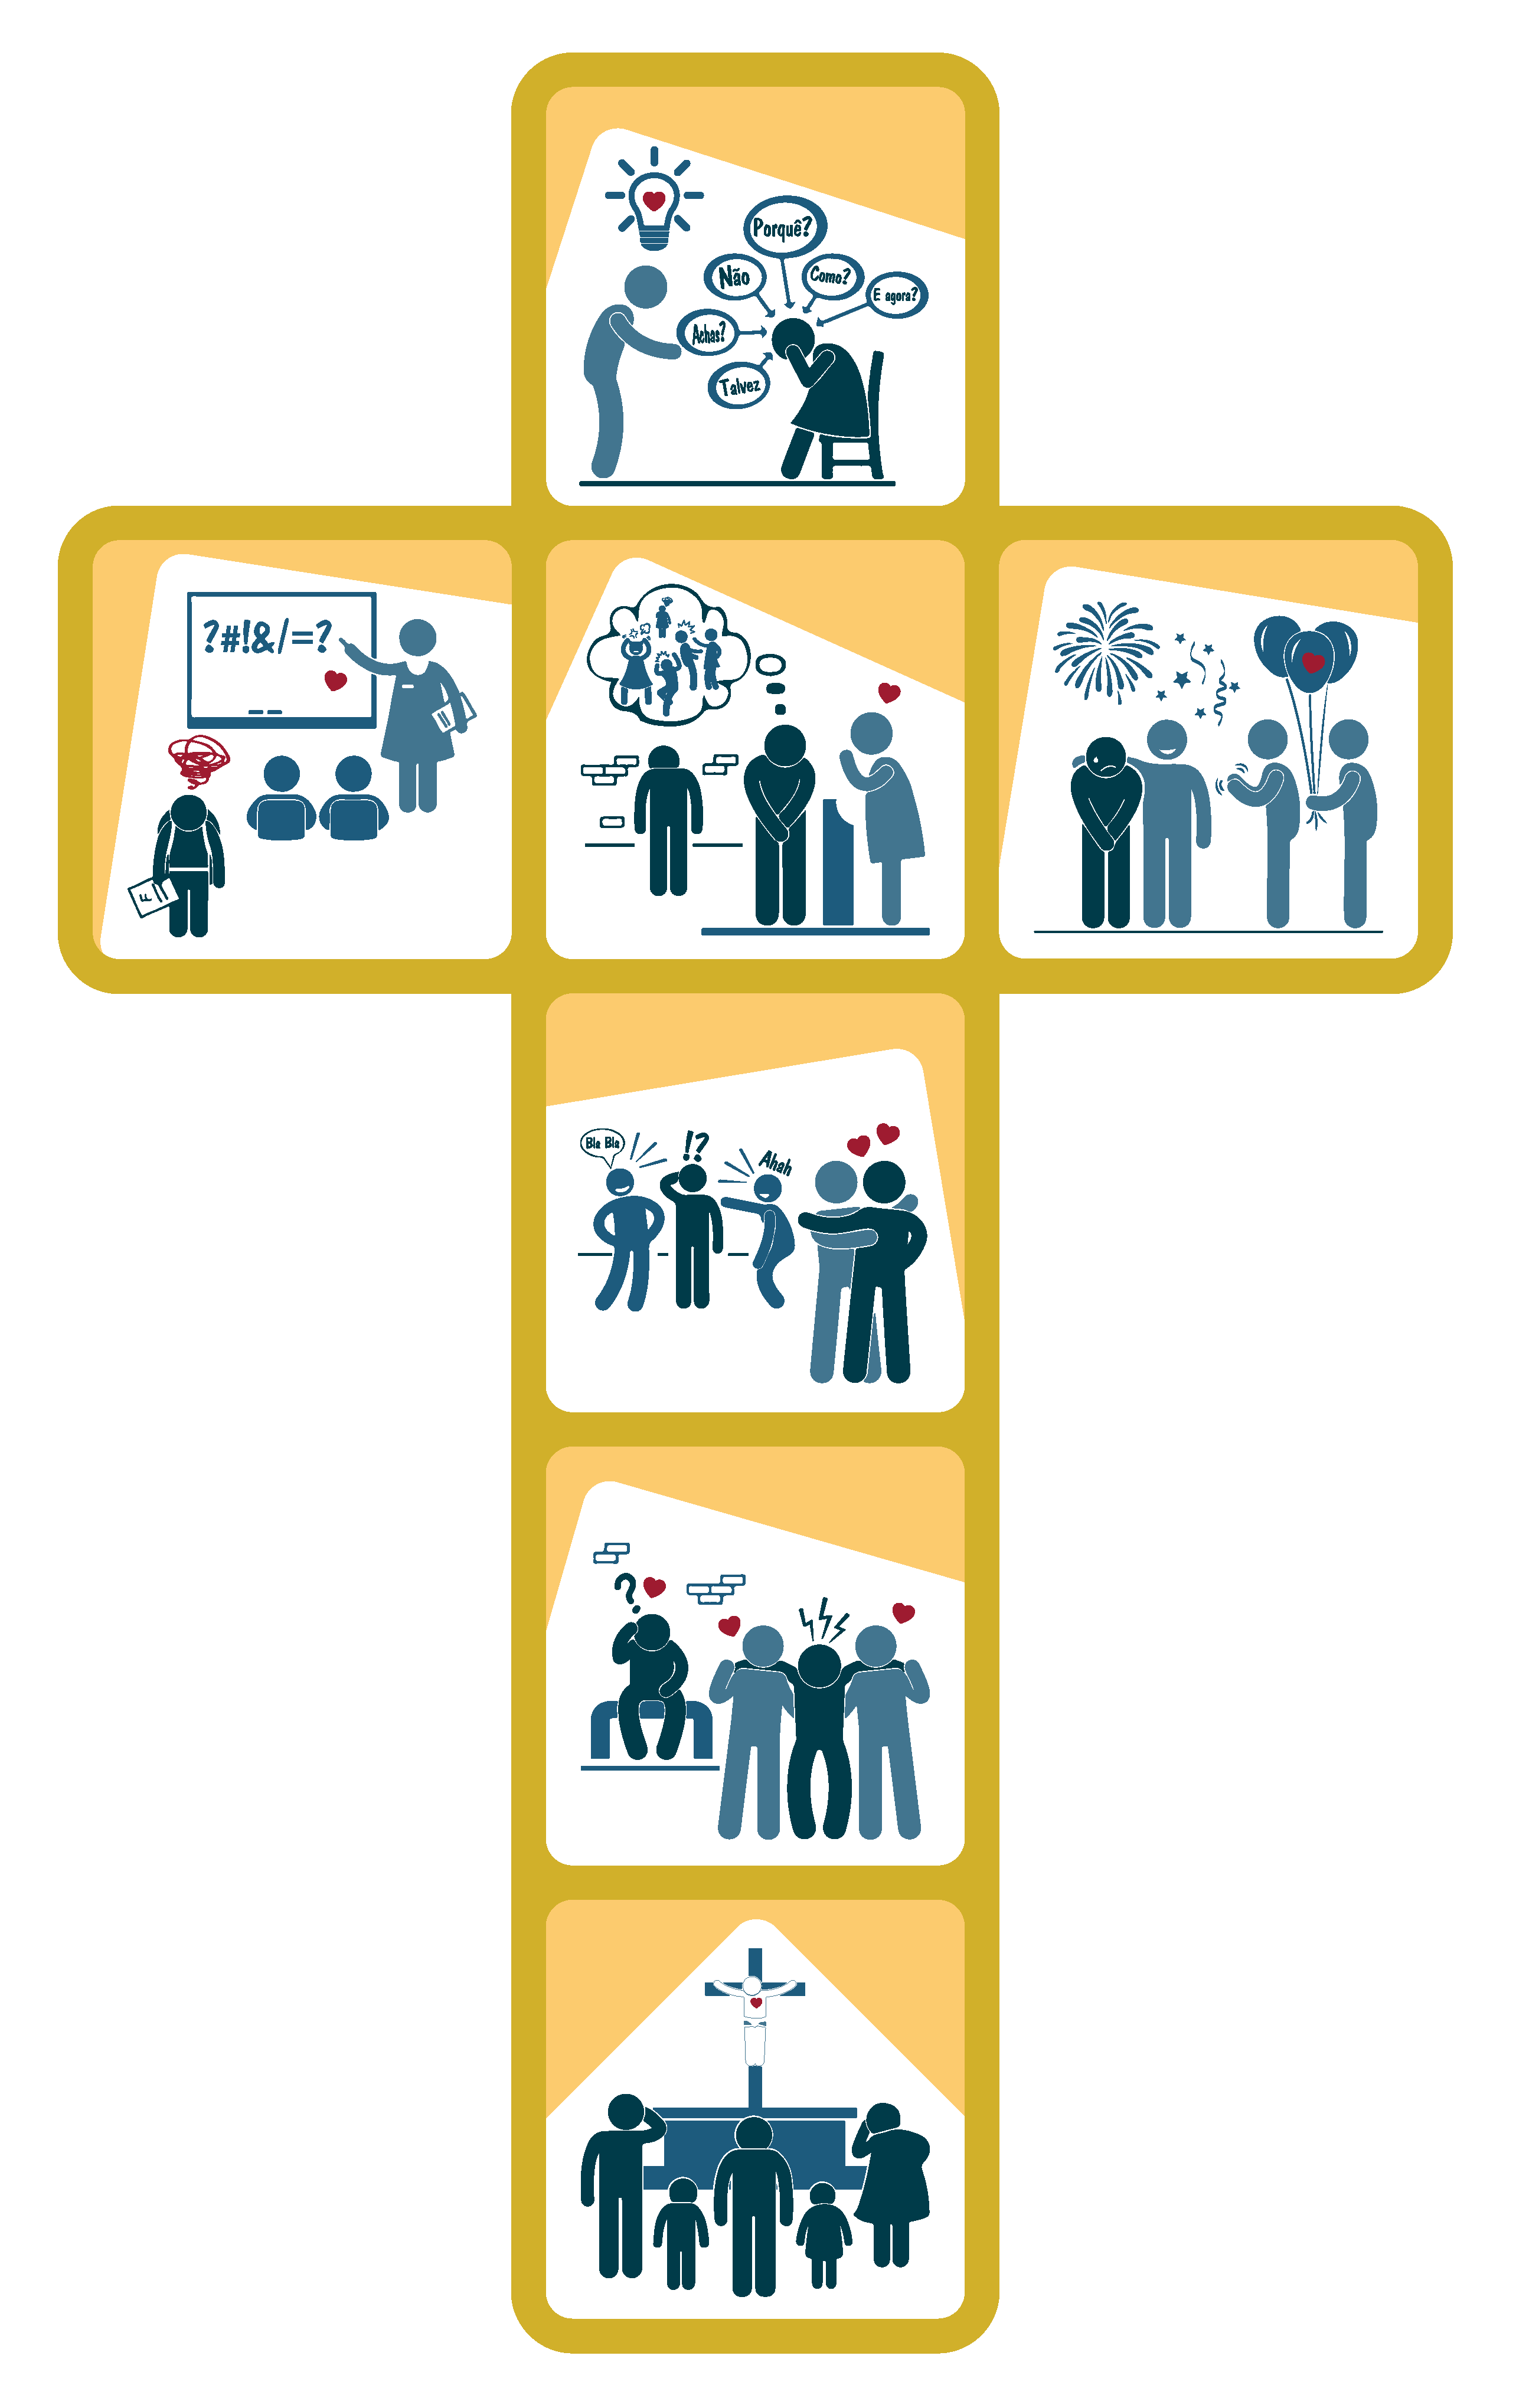 Porquê?
Não
Como?
E agora?
Achas?
Talvez
?#!&/=?
F
Bla Bla
!?
Ahah
?